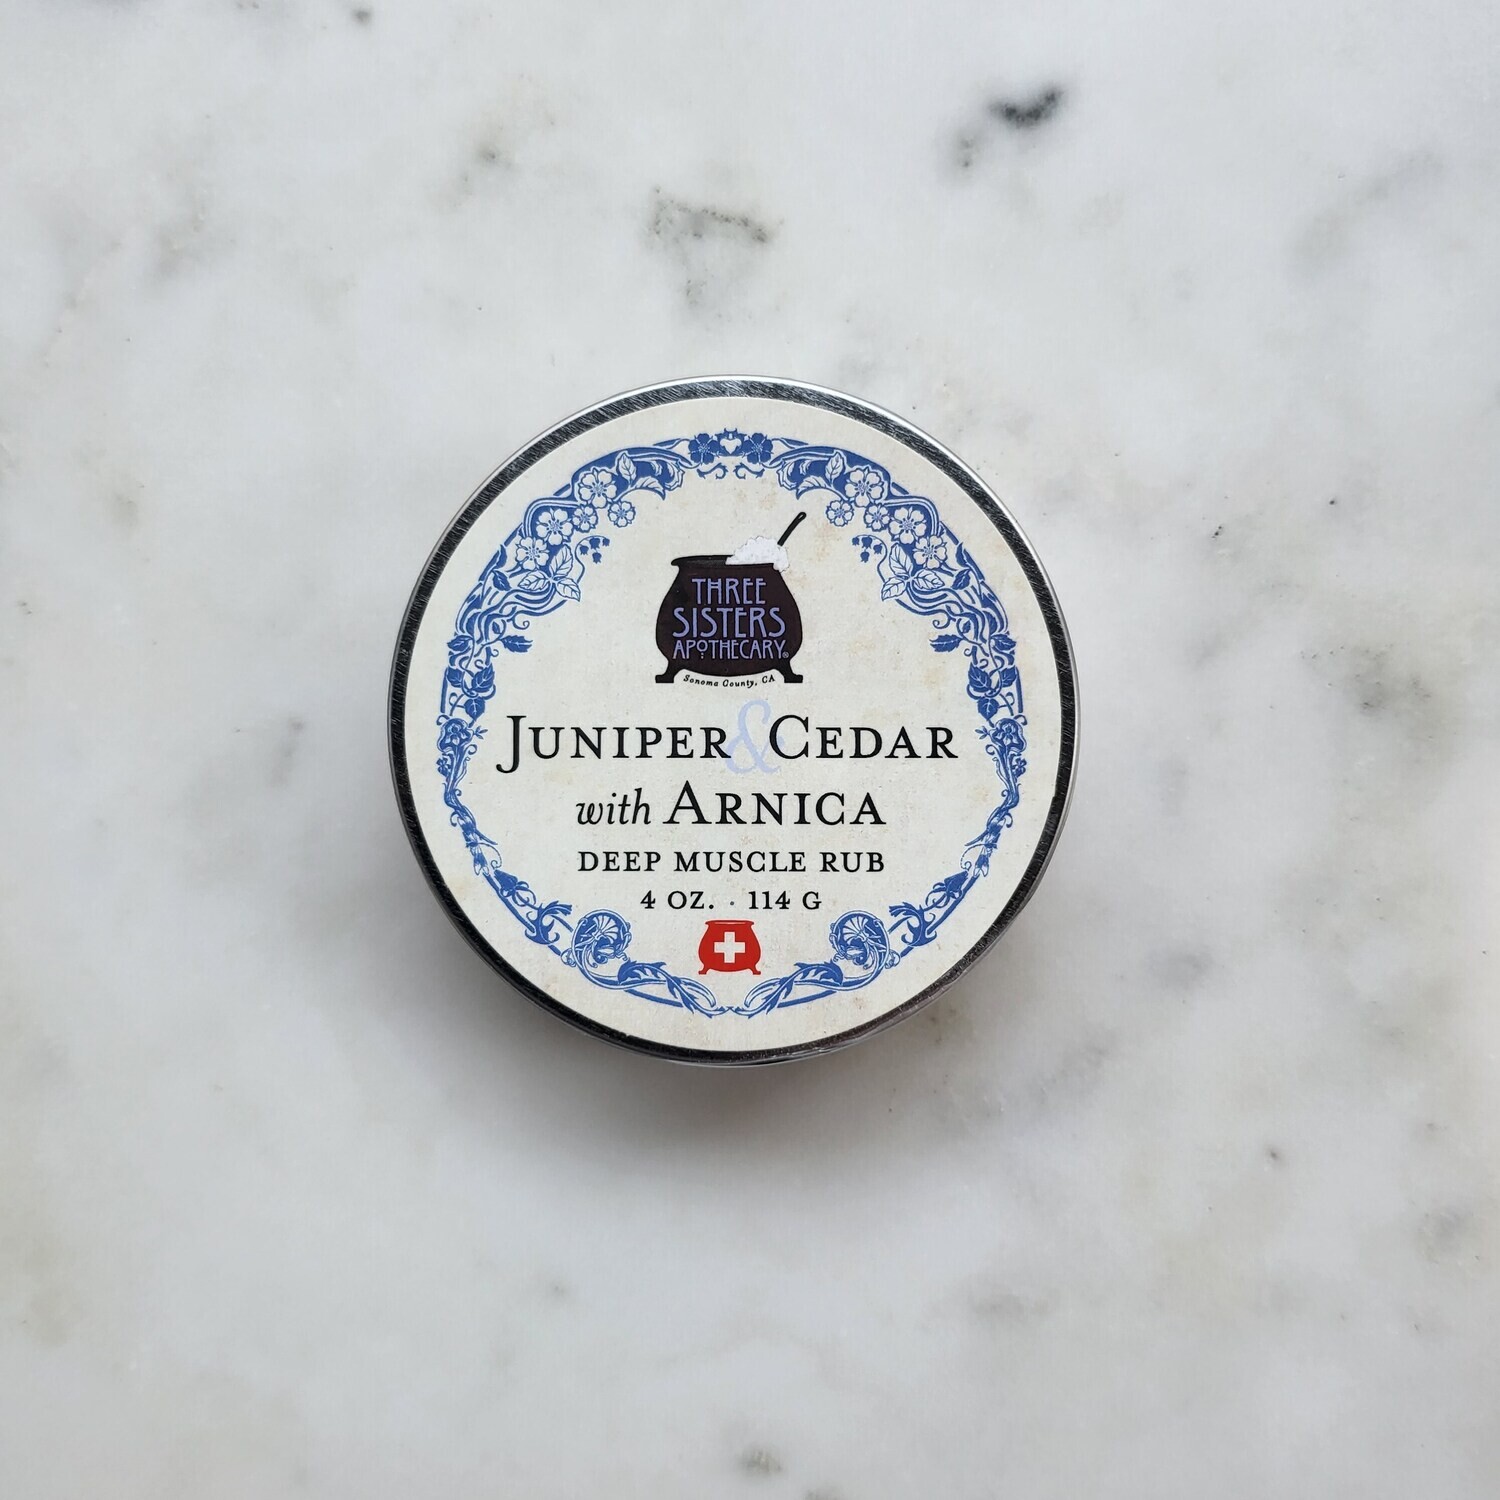 THREE
SISTERS
APOTHECARY®
Sonoma County, CA
JUNIPER & CEDAR
with ARNICA
DEEP MUSCLE RUB
4 OZ. · 114 G